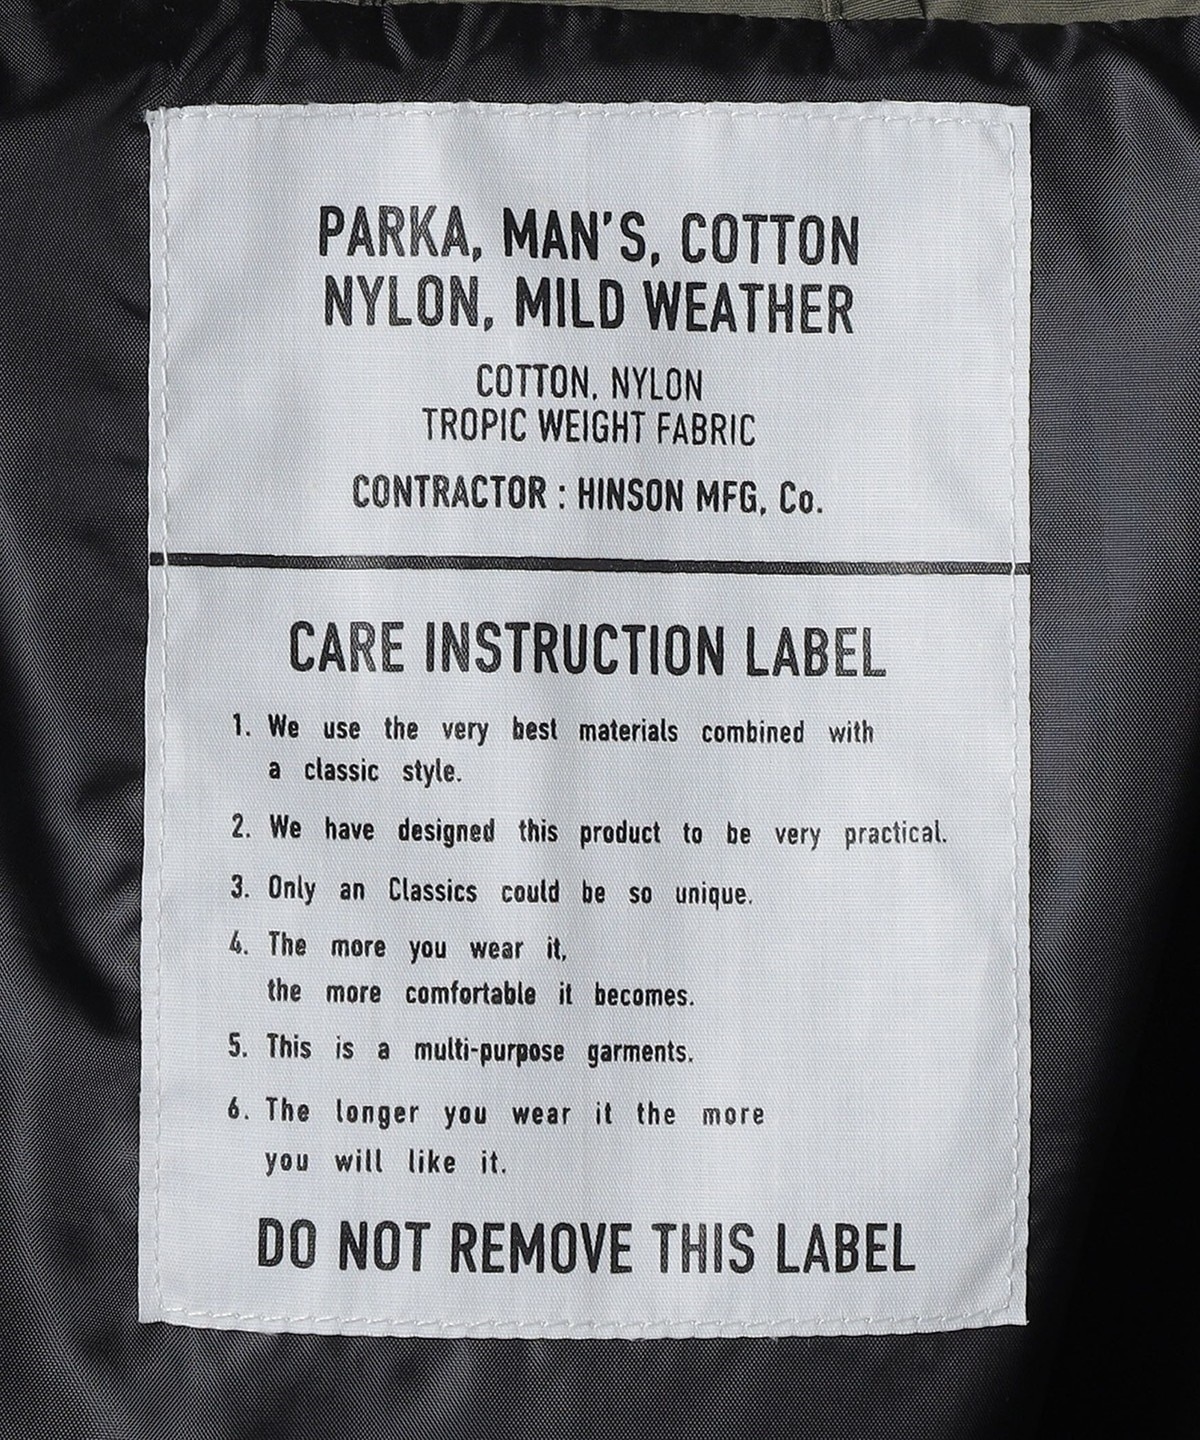 PARKA, MAN'S, COTTON
NYLON, MILD WEATHER
COTTON, NYLON
TROPIC WEIGHT FABRIC
CONTRACTOR : HINSON MFG, Co.
CARE INSTRUCTION LABEL
1. We use the very best materials combined with
a classic style.
2. We have designed this product to be very practical.
3. Only an Classics could be so unique.
4. The more you wear it,
the more comfortable it becomes.
5. This is a multi-purpose garments.
6. The longer you wear it the more
you will like it.
DO NOT REMOVE THIS LABEL